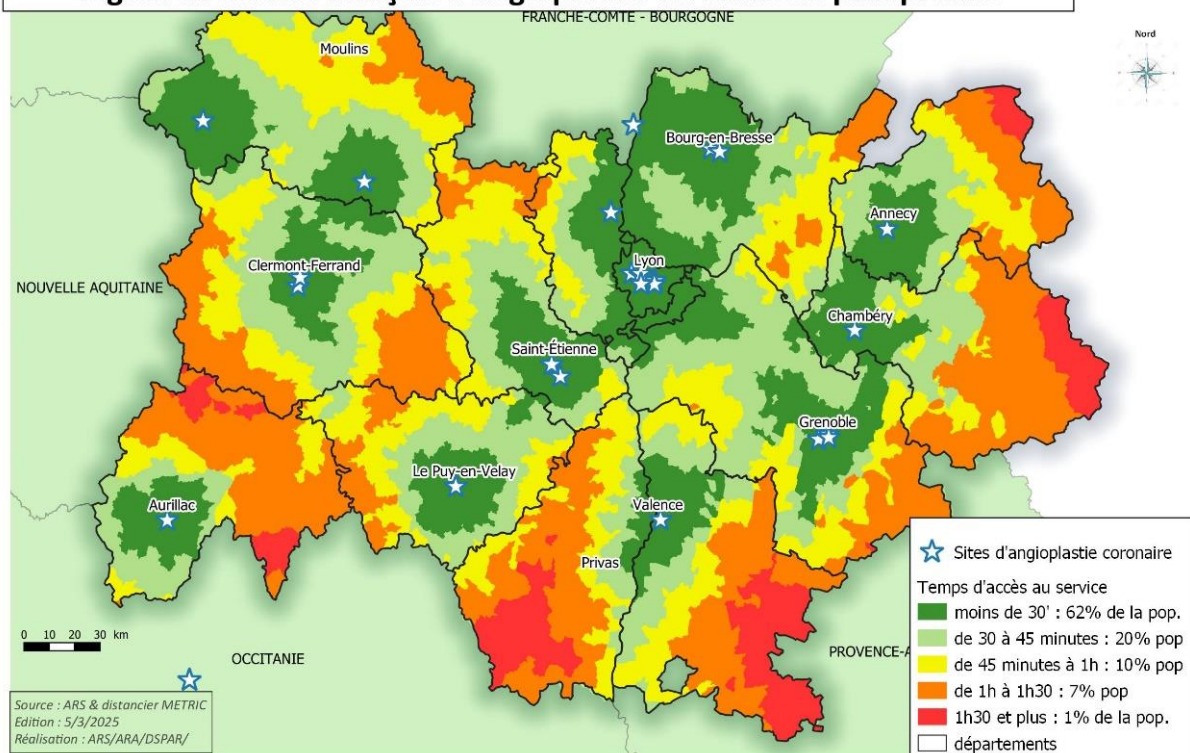 FRANCHE-COMTE - BOURGOGNE
Nord
Moulins
Bourg-en-Bresse
Annecy
Lyon
Clermont-Ferrand
NOUVELLE AQUITAINE
Chambéry
Saint-Étienne
Grenoble
Le Puy-en-Velay
Aurillac
Valence
Privas
Sites d'angioplastie coronaire
Temps d'accès au service
moins de 30' : 62% de la pop.
de 30 à 45 minutes : 20% pop
de 45 minutes à 1h : 10% pop
de 1h à 1h30 : 7% pop
1h30 et plus : 1% de la pop.
départements
0 10 20 30 km
OCCITANIE
PROVENCE-A
Source : ARS & distancier METRIC
Edition : 5/3/2025
Réalisation : ARS/ARA/DSPAR/